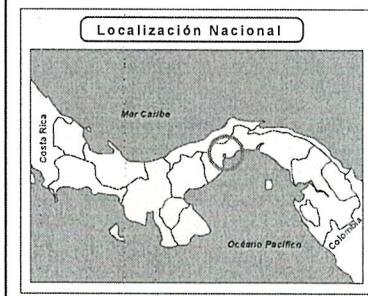 Localización Nacional
Mar Caribe
Costa Rica
Océano Pacífico
Colombia